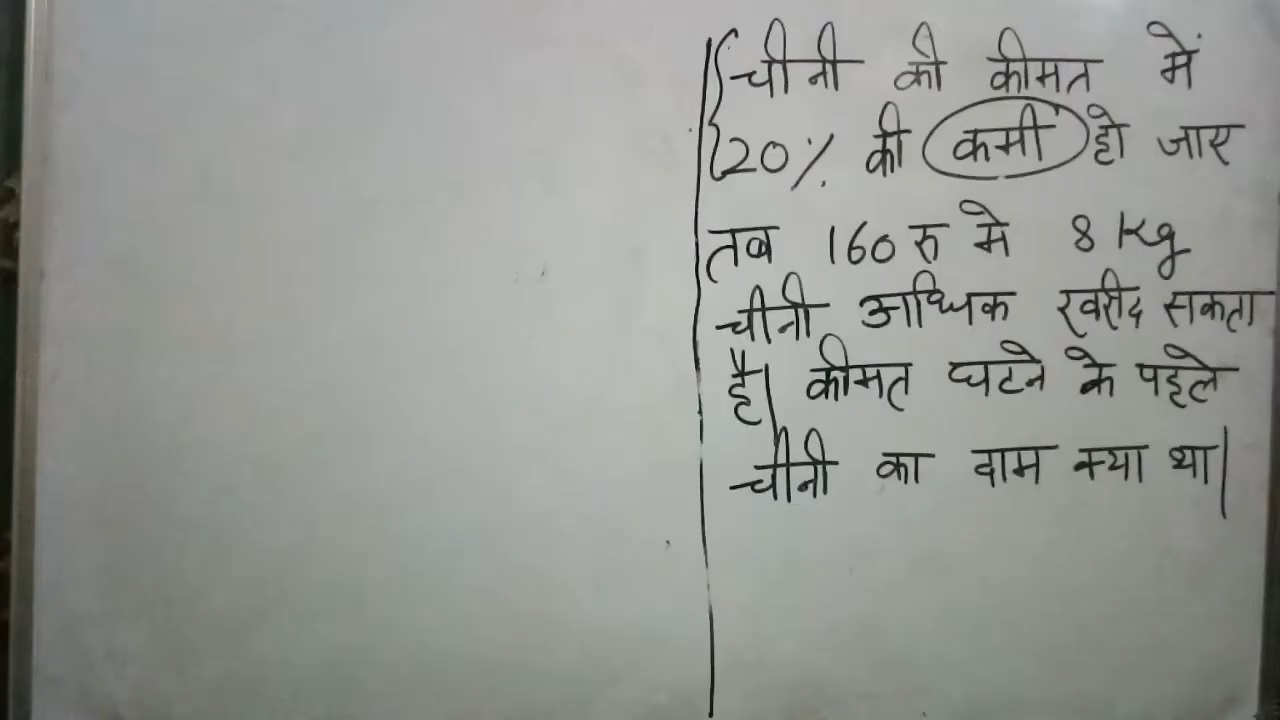 चीनी की कीमत में
20% की कमी हो जाए
तब 160 रु मे 8 Kg
चीनी अधिक खरीद सकता
है। कीमत घटने के पहले
चीनी का दाम क्या था।